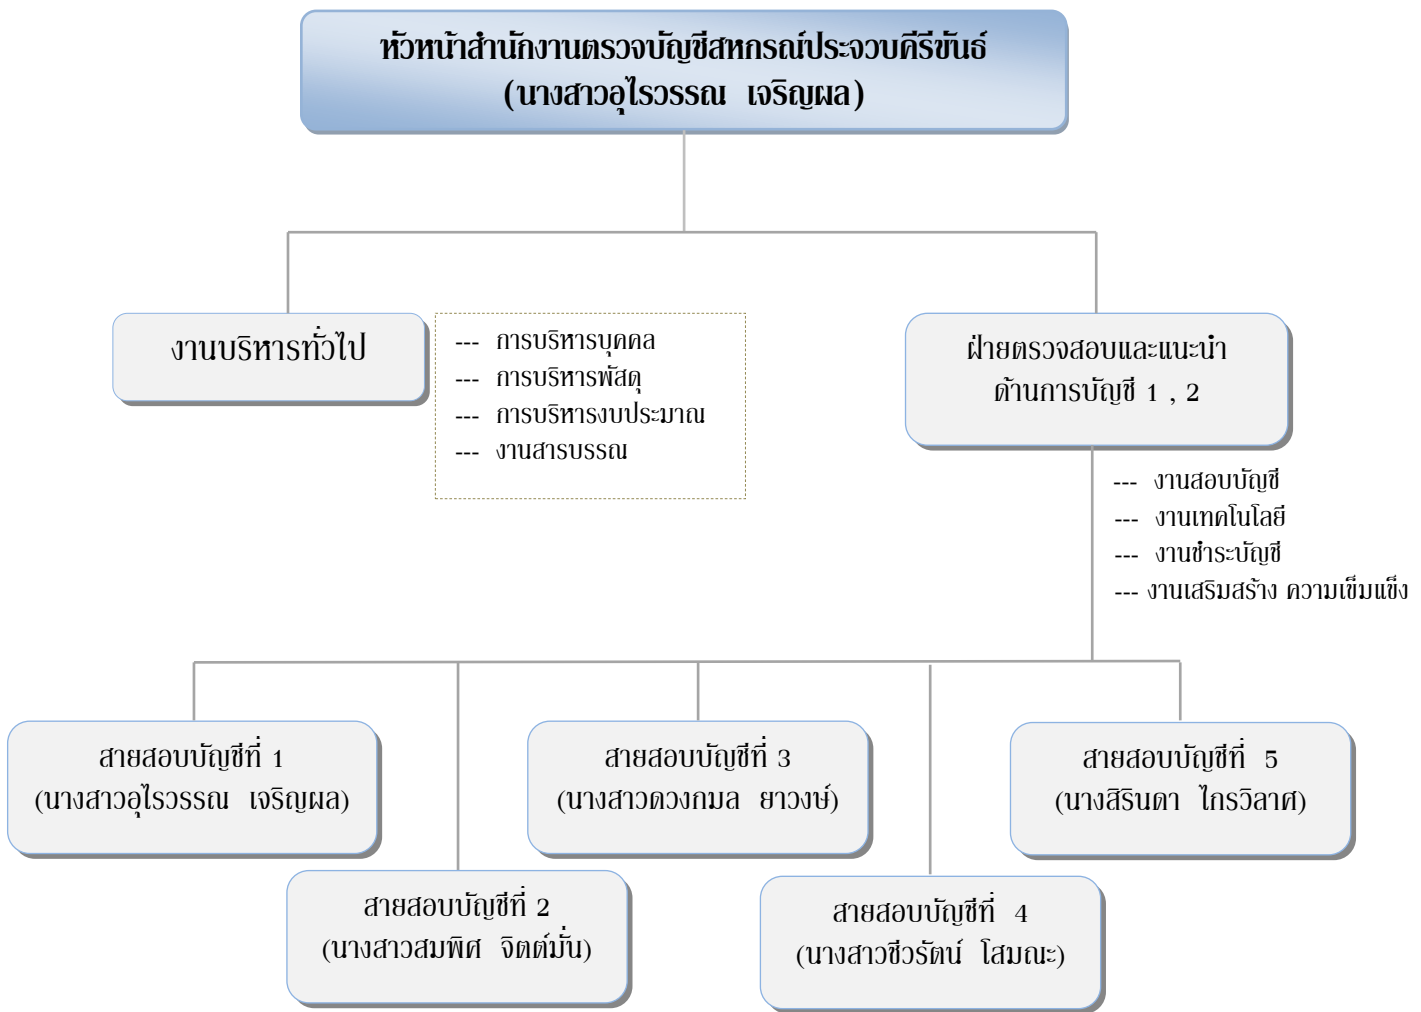 หัวหน้าสำนักงานตรวจบัญชีสหกรณ์ประจวบคีรีขันธ์
(นางสาวอุไรวรรณ เจริญผล)
งานบริหารทั่วไป
--- การบริหารบุคคล
--- การบริหารพัสดุ
--- การบริหารงบประมาณ
--- งานสารบรรณ
ฝ่ายตรวจสอบและแนะนำ
ด้านการบัญชี 1 , 2
--- งานสอบบัญชี
--- งานเทคโนโลยี
--- งานชำระบัญชี
--- งานเสริมสร้าง ความเข็มแข็ง
สายสอบบัญชีที่ 1
(นางสาวอุไรวรรณ เจริญผล)
สายสอบบัญชีที่ 2
(นางสาวสมพิศ จิตต์มั่น)
สายสอบบัญชีที่ 3
(นางสาวดวงกมล ยาวงษ์)
สายสอบบัญชีที่ 4
(นางสาวชีวรัตน์ โสมณะ)
สายสอบบัญชีที่ 5
(นางสิรินดา ไกรวิลาศ)